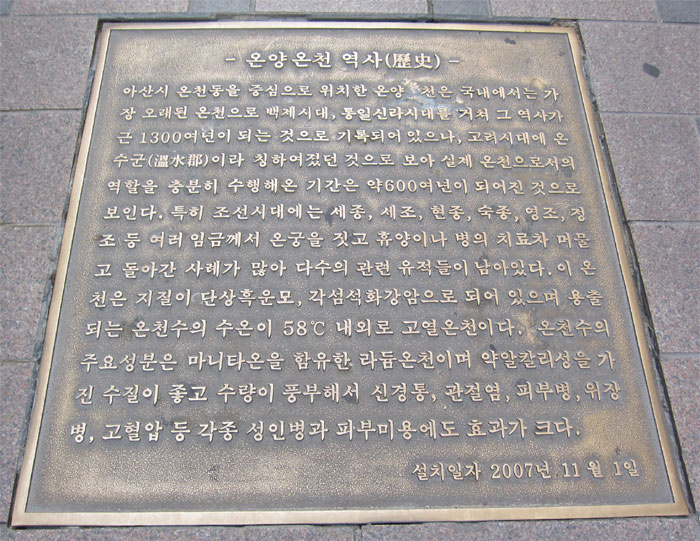 - 온양온천 역사(歷史) -
아산시 온천동을 중심으로 위치한 온양 천은 국내에서는 가
장 오래된 온천으로 백제시대, 통일신라시대를 거쳐 그 역사가
근 1300여년이 되는 것으로 기록되어 있으나, 고려시대에 온
수군(溫水郡)이라 칭하여졌던 것으로 보아 실제 온천으로서의
역할을 충분히 수행해온 기간은 약600여년이 되어진 것으로
보인다. 특히 조선시대에는 세종, 세조, 현종, 숙종, 영조, 정
조 등 여러 임금께서 온궁을 짓고 휴양이나 병의 치료차 머물
고 돌아간 사례가 많아 다수의 관련 유적들이 남아있다. 이 온
천은 지질이 단상흑운모, 각섬석화강암으로 되어 있으며 용출
되는 온천수의 수온이 58℃ 내외로 고열온천이다. 온천수의
주요성분은 마니타온을 함유한 라듐온천이며 약알칼리성을 가
진 수질이 좋고 수량이 풍부해서 신경통, 관절염, 피부병, 위장
병, 고혈압 등 각종 성인병과 피부미용에도 효과가 크다.
설치일자 2007년 11월 1일